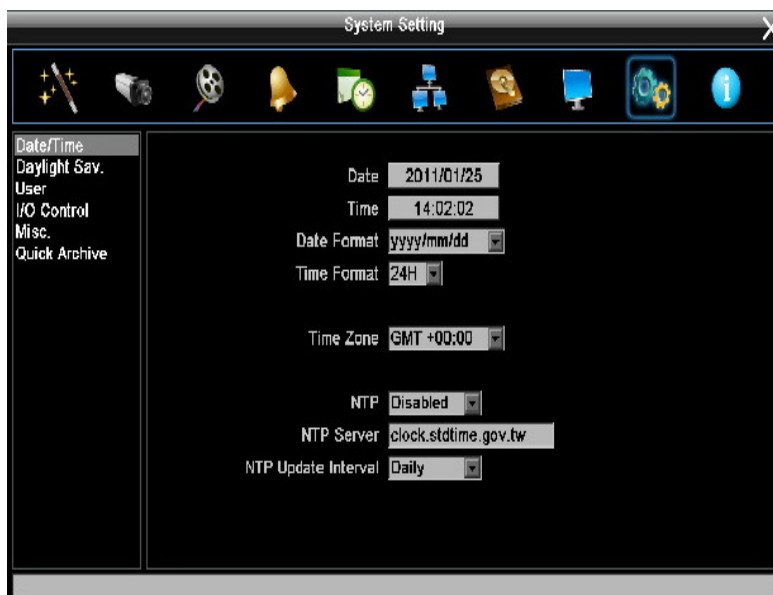 System Setting
X
Date/Time
Daylight Sav.
User
I/O Control
Misc.
Quick Archive
Date 2011/01/25
Time 14:02:02
Date Format yyyy/mm/dd
Time Format 24H
Time Zone GMT +00:00
NTP Disabled
NTP Server clock.stdtime.gov.tw
NTP Update Interval Daily